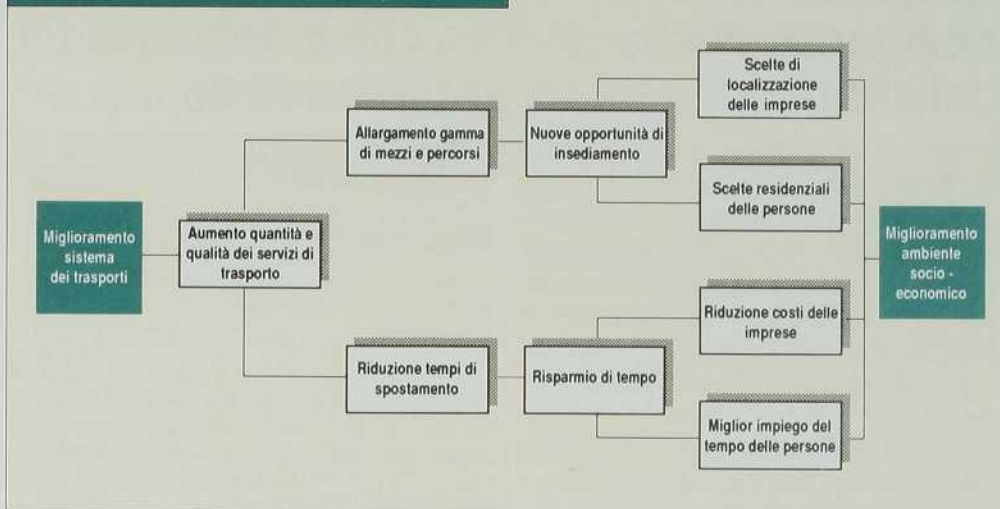 Miglioramento
sistema
dei trasporti
Aumento quantità e
qualità dei servizi di
trasporto
Allargamento gamma
di mezzi e percorsi
Nuove opportunità di
insediamento
Scelte di
localizzazione
delle imprese
Scelte residenziali
delle persone
Riduzione tempi di
spostamento
Risparmio di tempo
Riduzione costi delle
imprese
Miglior impiego del
tempo delle persone
Miglioramento
ambiente
socio -
economico